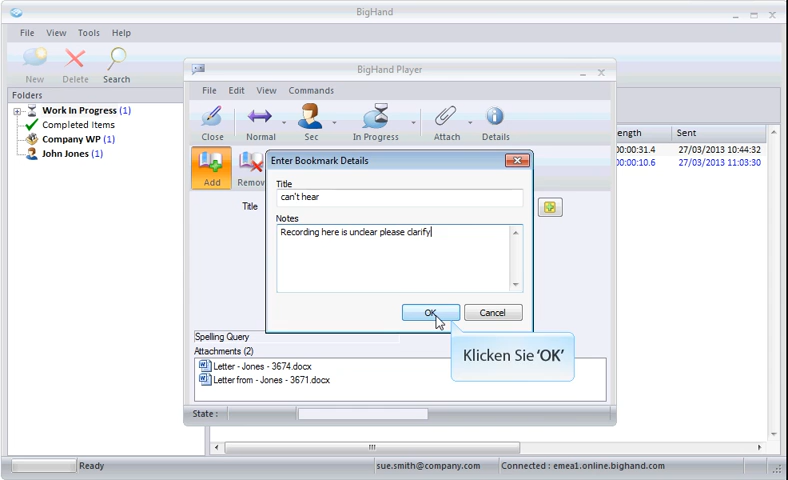 BigHand
File View Tools Help
New Delete Search
Folders
Work In Progress (1)
Completed Items
Company WP (1)
John Jones (1)
BigHand Player
File Edit View Commands
Close Normal Sec In Progress Attach Details
Add Remov
Title
Enter Bookmark Details
Title
can't hear
Notes
Recording here is unclear please clarify
OK Cancel
Klicken Sie 'OK'
Spelling Query
Attachments (2)
Letter - Jones - 3674.docx
Letter from - Jones - 3671.docx
State :
ength Sent
00:00:31.4 27/03/2013 10:44:32
00:00:10.6 27/03/2013 11:03:30
Ready sue.smith@company.com Connected : emea1.online.bighand.com